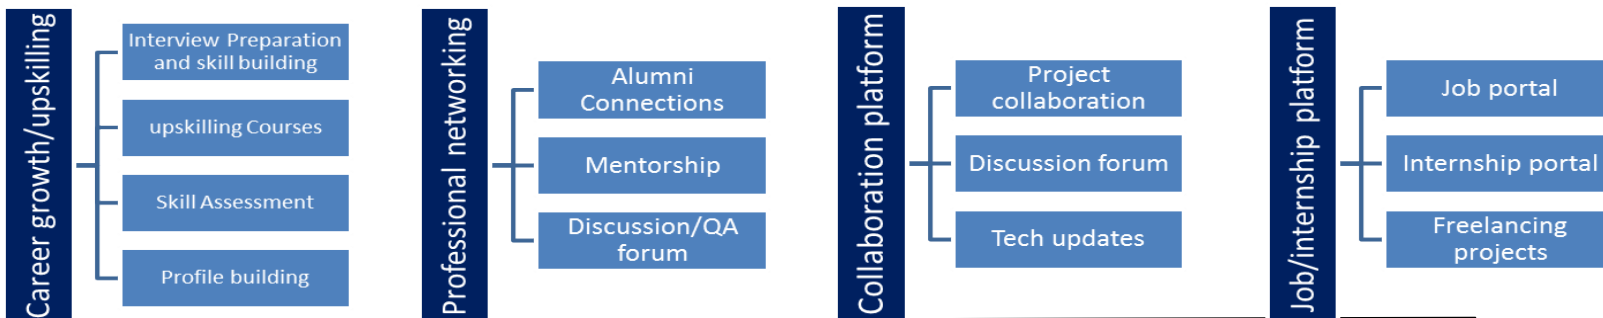 Career growth/upskilling
Interview Preparation
and skill building
upskilling Courses
Skill Assessment
Profile building
Professional networking
Alumni
Connections
Mentorship
Discussion/QA
forum
Collaboration platform
Project
collaboration
Discussion forum
Tech updates
Job/internship platform
Job portal
Internship portal
Freelancing
projects